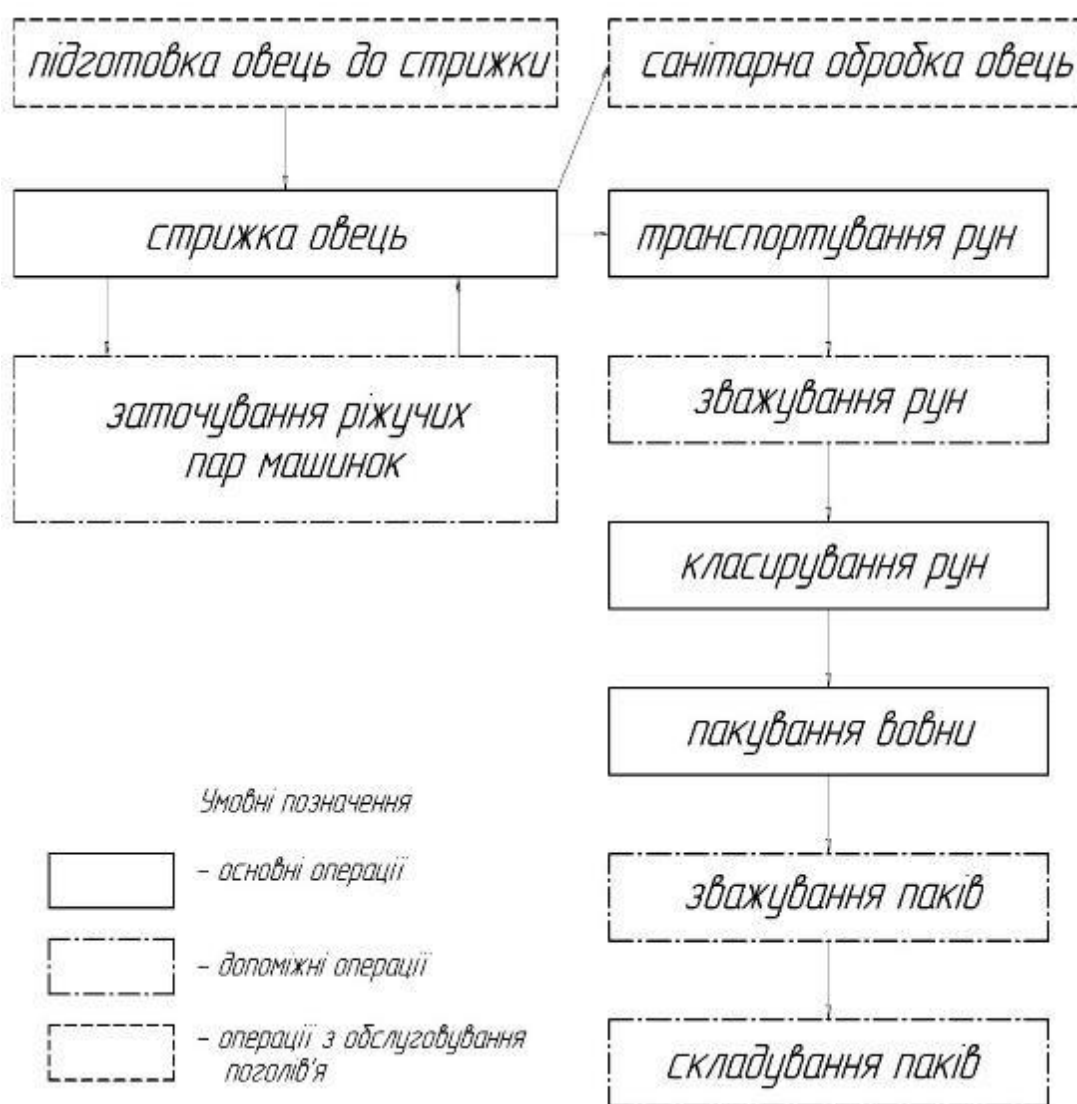 підготовка овець до стрижки
санітарна обробка овець
стрижка овець
транспортування рун
заточування ріжучих
пар машинок
зважування рун
класирування рун
пакування вовни
зважування паків
складування паків
Умовні позначення
– основні операції
– допоміжні операції
– операції з обслуговування
поголів'я